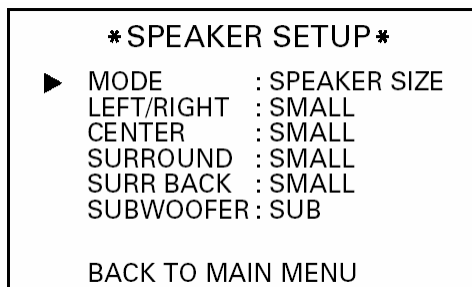 *SPEAKER SETUP*
MODE : SPEAKER SIZE
LEFT/RIGHT : SMALL
CENTER : SMALL
SURROUND : SMALL
SURR BACK : SMALL
SUBWOOFER : SUB
BACK TO MAIN MENU